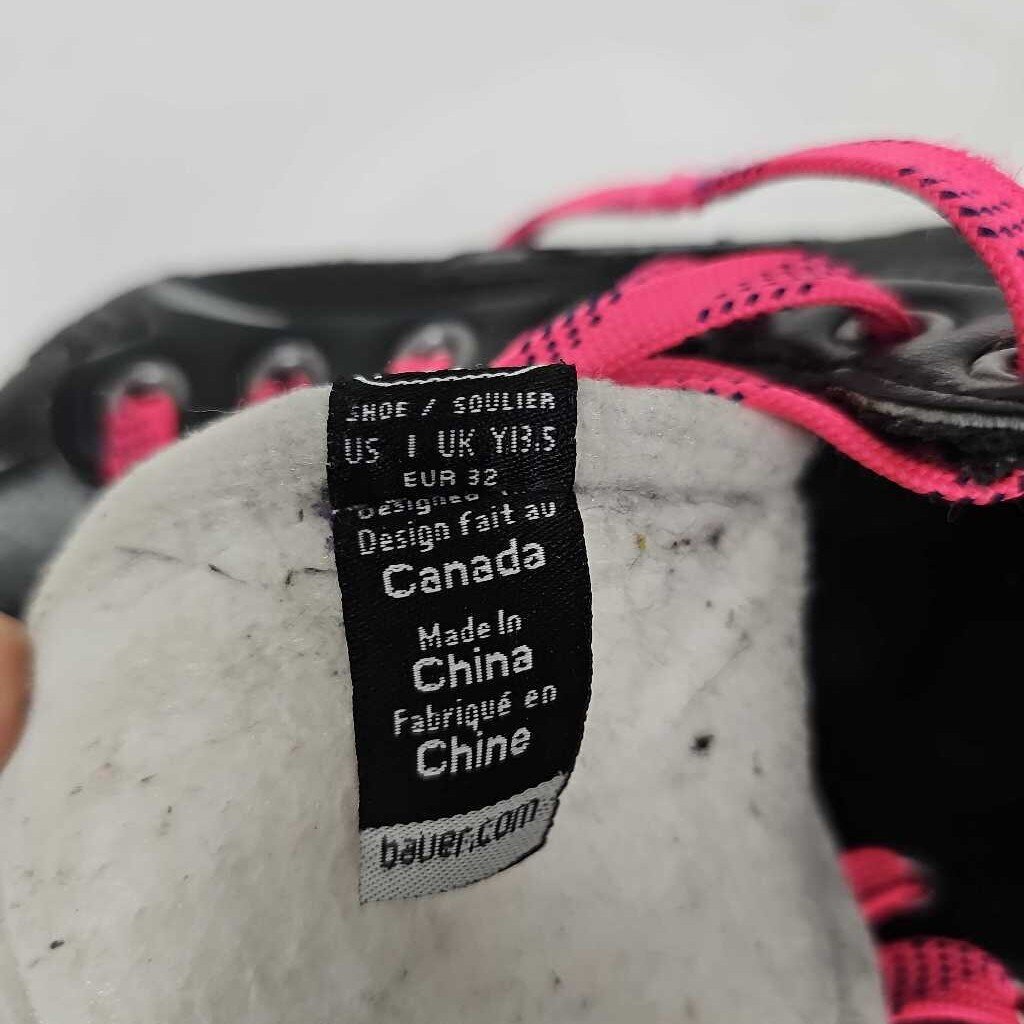 SHOE / SOULIER
US 1 UK Y13.5
EUR 32
Designed
Design fait au
Canada
Made In
China
Fabriqué en
Chine
bauer.com